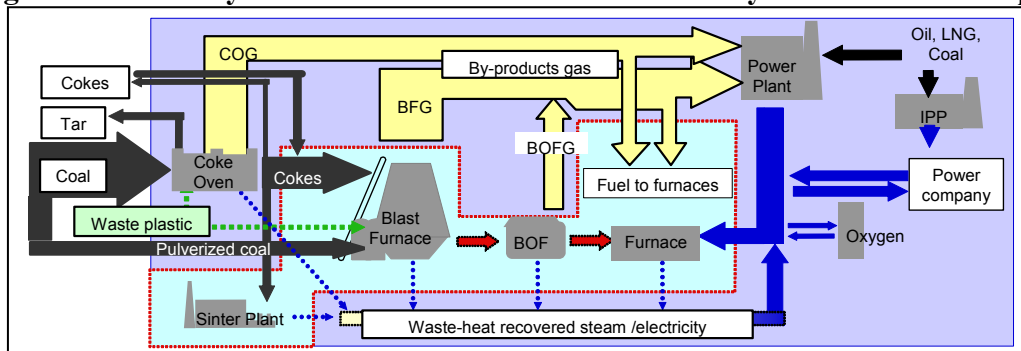 COG
By-products gas
BFG
BOFG
Power
Plant
Oil, LNG,
Coal
IPP
Power
company
Oxygen
Cokes
Tar
Coal
Coke
Oven
Cokes
Waste plastic
Pulverized coal
Blast
Furnace
BOF
Furnace
Fuel to furnaces
Sinter Plant
Waste-heat recovered steam /electricity